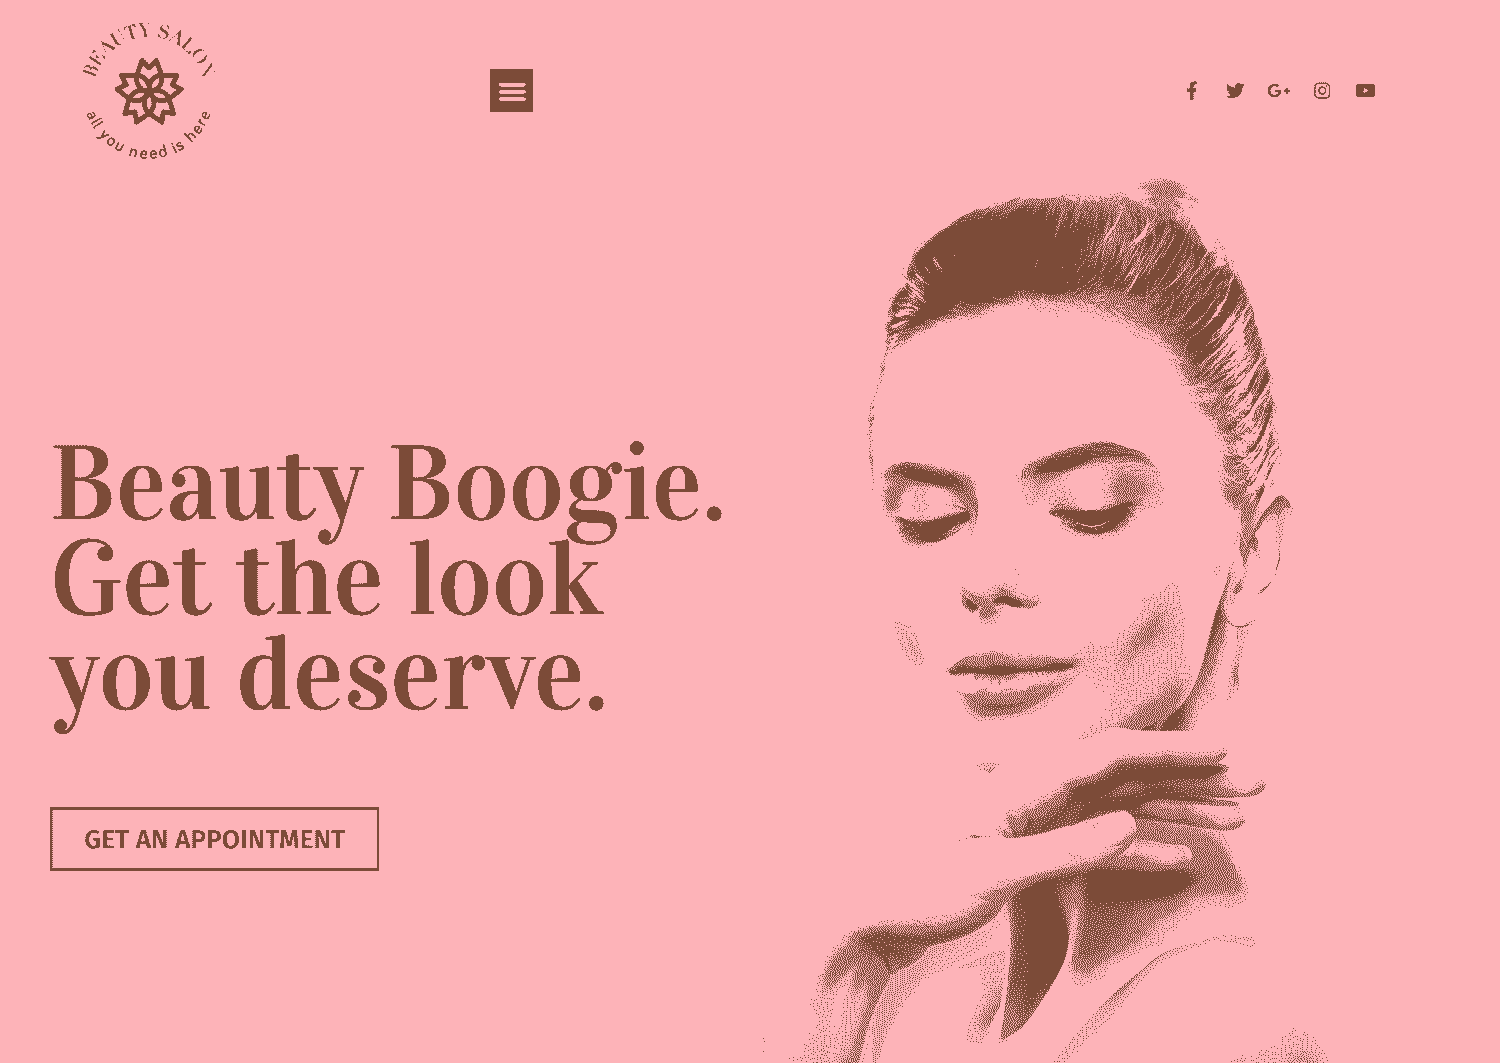 BEAUTY SALON
all you need is here
Beauty Boogie.
Get the look
you deserve.
GET AN APPOINTMENT